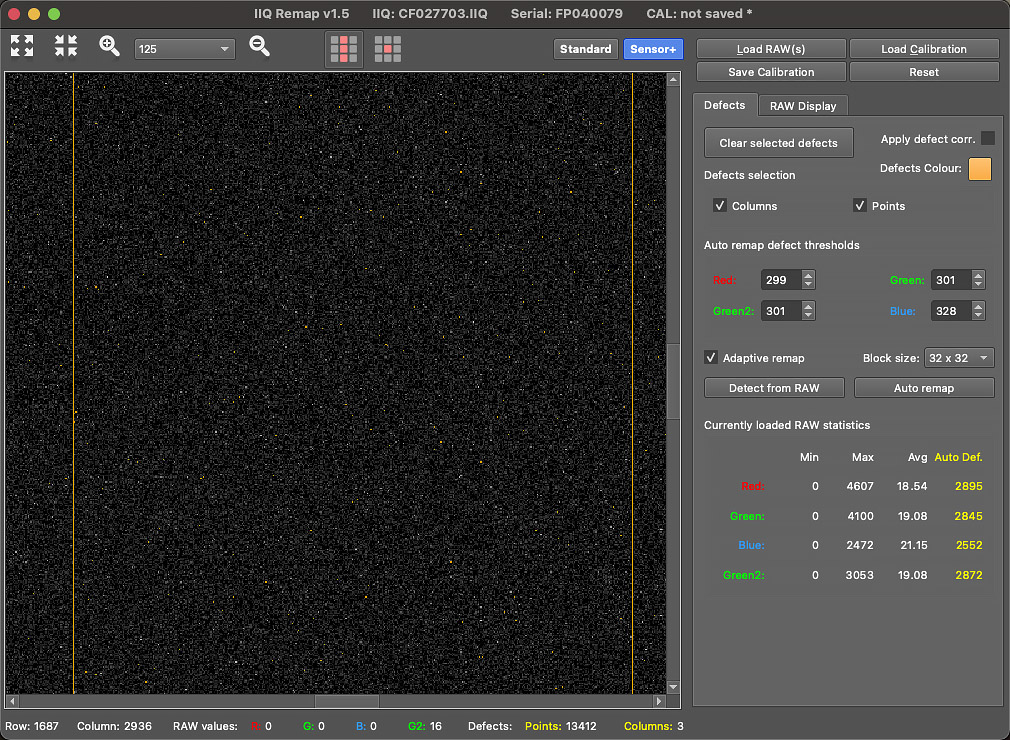 IIQ Remap v1.5 IIQ: CF027703.IIQ Serial: FP040079 CAL: not saved *
125 Standard Sensor+ Load RAW(s) Load Calibration
Save Calibration Reset
Defects RAW Display
Clear selected defects Apply defect corr.
Defects Colour:
Defects selection
Columns Points
Auto remap defect thresholds
Red: 299 Green: 301
Green2: 301 Blue: 328
Adaptive remap Block size: 32 x 32
Detect from RAW Auto remap
Currently loaded RAW statistics
Min Max Avg Auto Def.
Red: 0 4607 18.54 2895
Green: 0 4100 19.08 2845
Blue: 0 2472 21.15 2552
Green2: 0 3053 19.08 2872
Row: 1687 Column: 2936 RAW values: R: 0 G: 0 B: 0 G2: 16 Defects: Points: 13412 Columns: 3